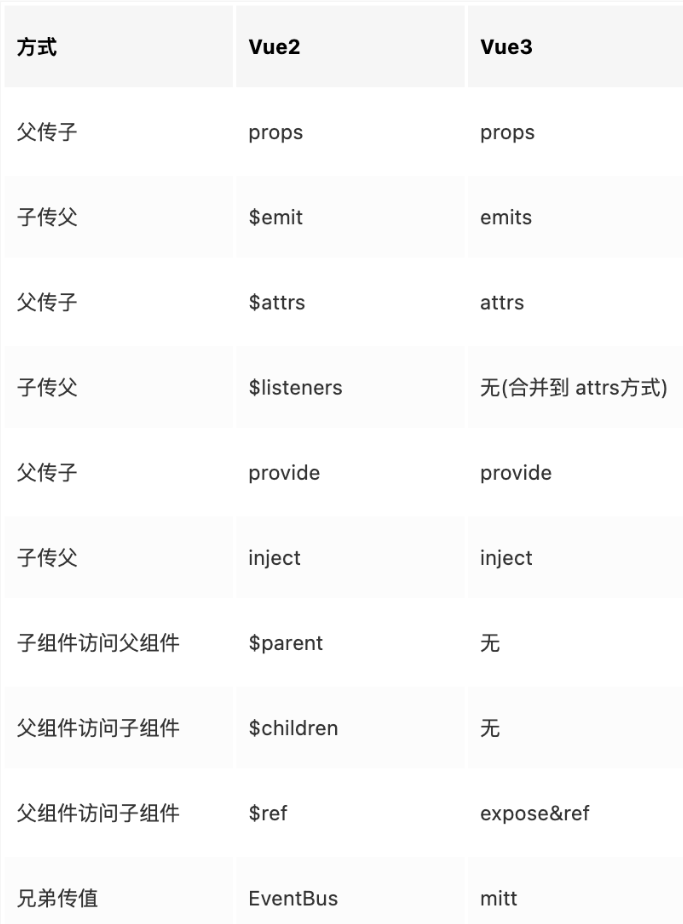 方式 Vue2 Vue3
父传子 props props
子传父 $emit emits
父传子 $attrs attrs
子传父 $listeners 无(合并到 attrs方式)
父传子 provide provide
子传父 inject inject
子组件访问父组件 $parent 无
父组件访问子组件 $children 无
父组件访问子组件 $ref expose&ref
兄弟传值 EventBus mitt